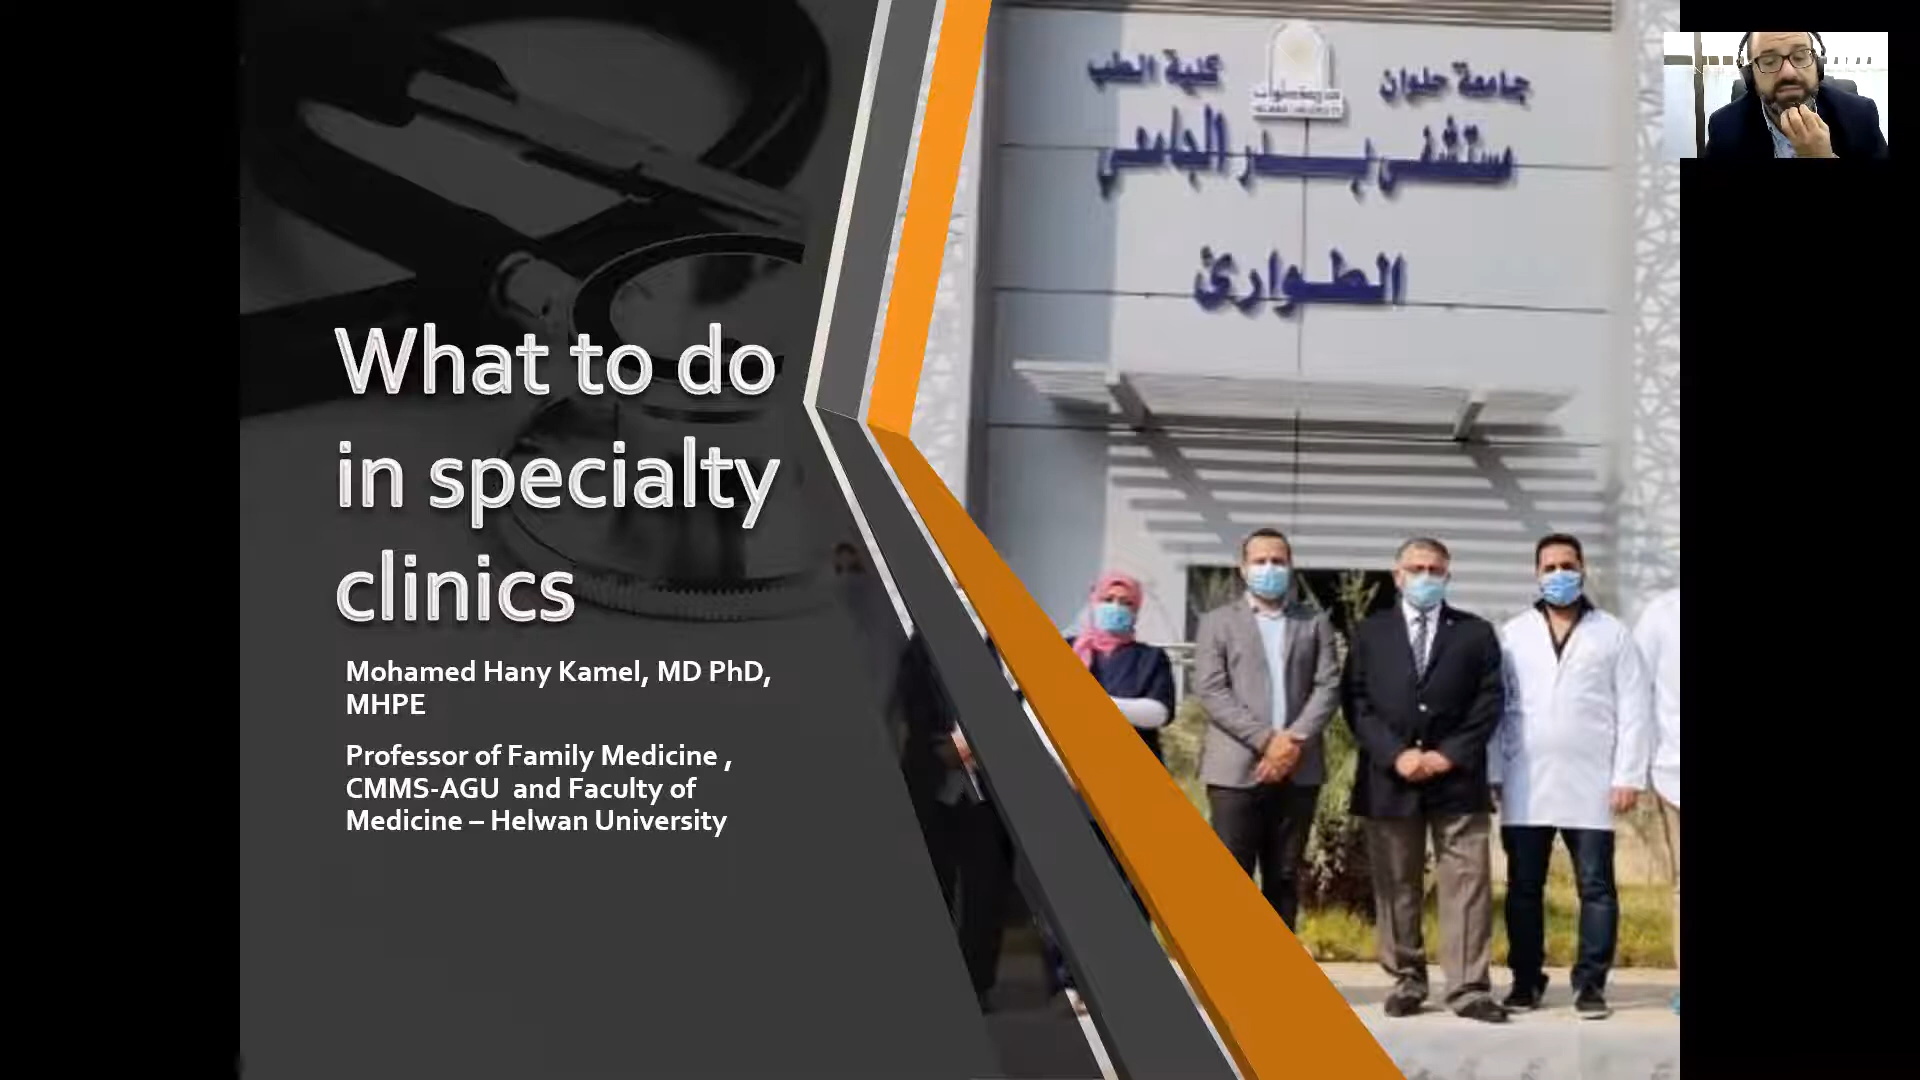 What to do
in specialty
clinics
Mohamed Hany Kamel, MD PhD,
MHPE
Professor of Family Medicine ,
CMMS-AGU  and Faculty of
Medicine – Helwan University
جامعة حلوان
كلية الطب
مستشفى بدر الجامعي
الطوارئ